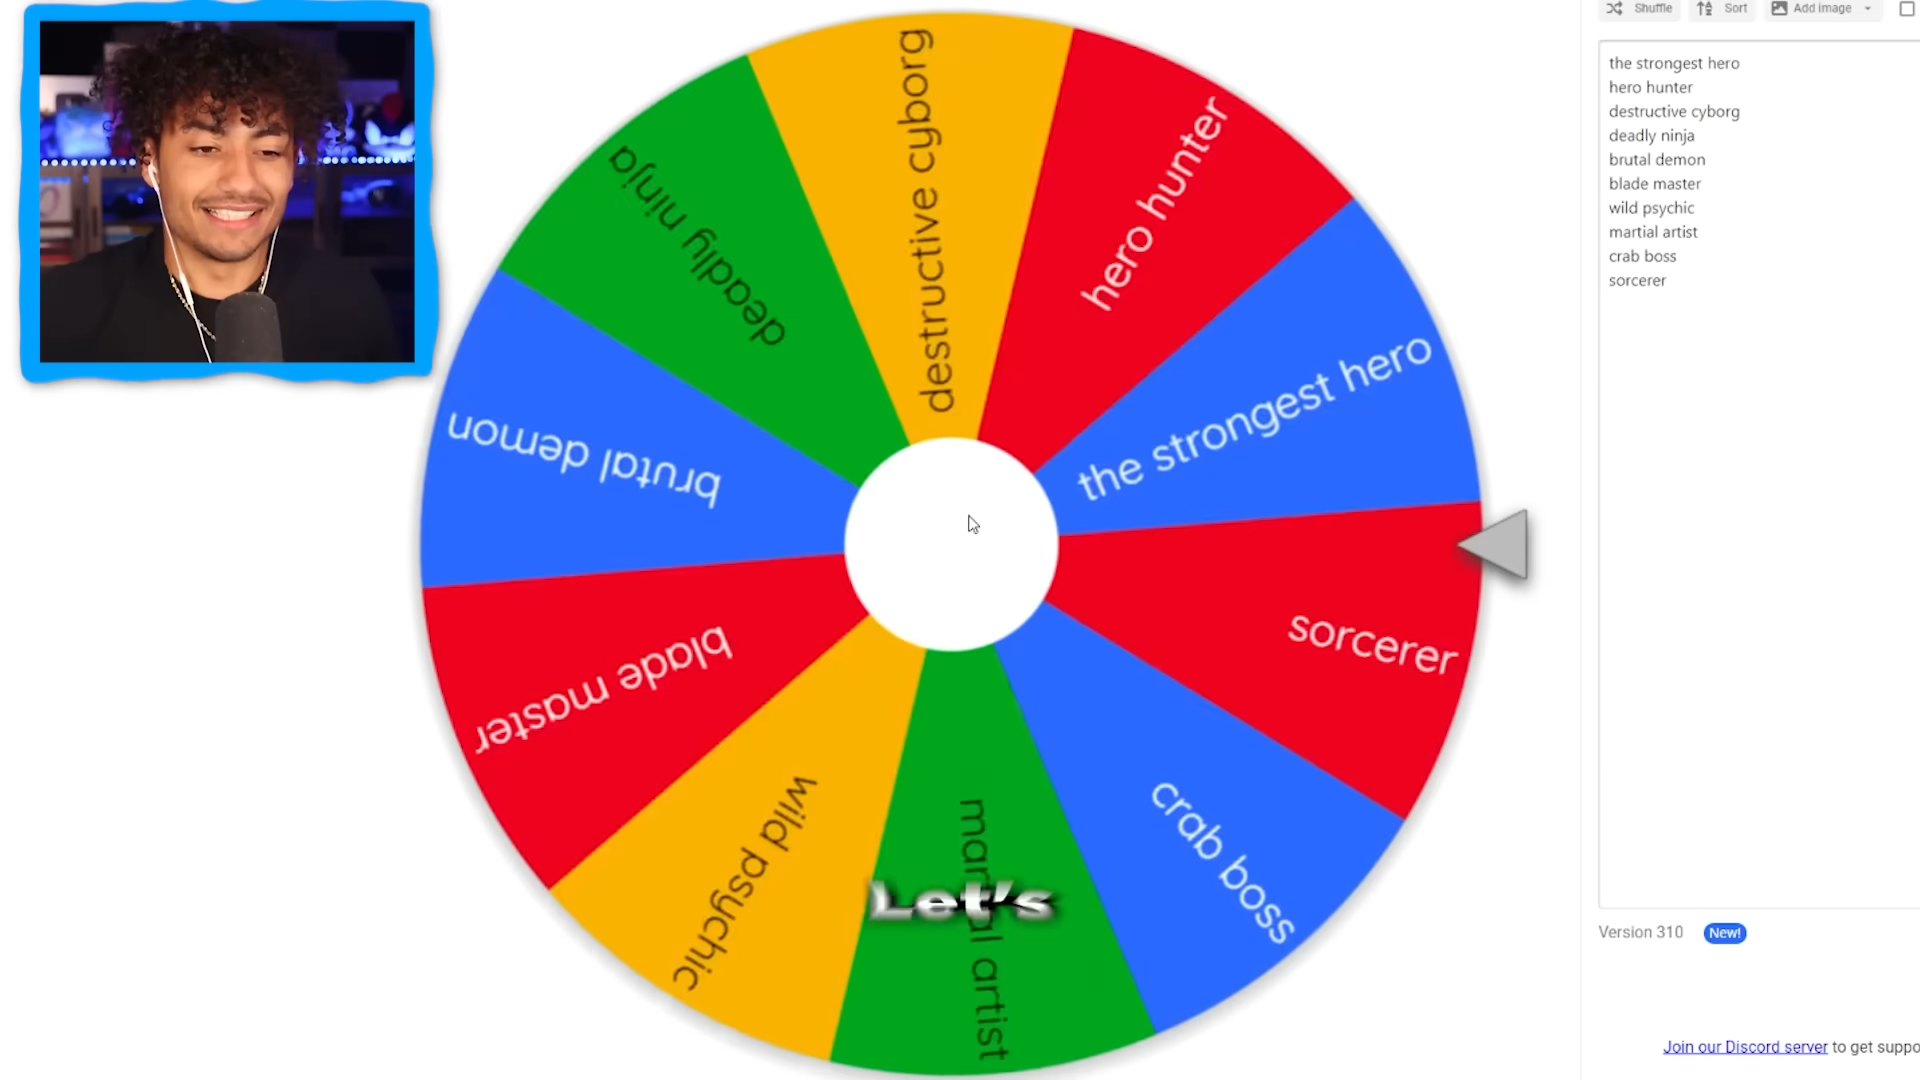 Shuffle
Sort
Add image
the strongest hero
hero hunter
destructive cyborg
deadly ninja
brutal demon
blade master
wild psychic
martial artist
crab boss
sorcerer
destructive cyborg
hero hunter
the strongest hero
sorcerer
crab boss
martial artist
wild psychic
blade master
brutal demon
deadly ninja
Let's
Version 310
New!
Join our Discord server to get suppo